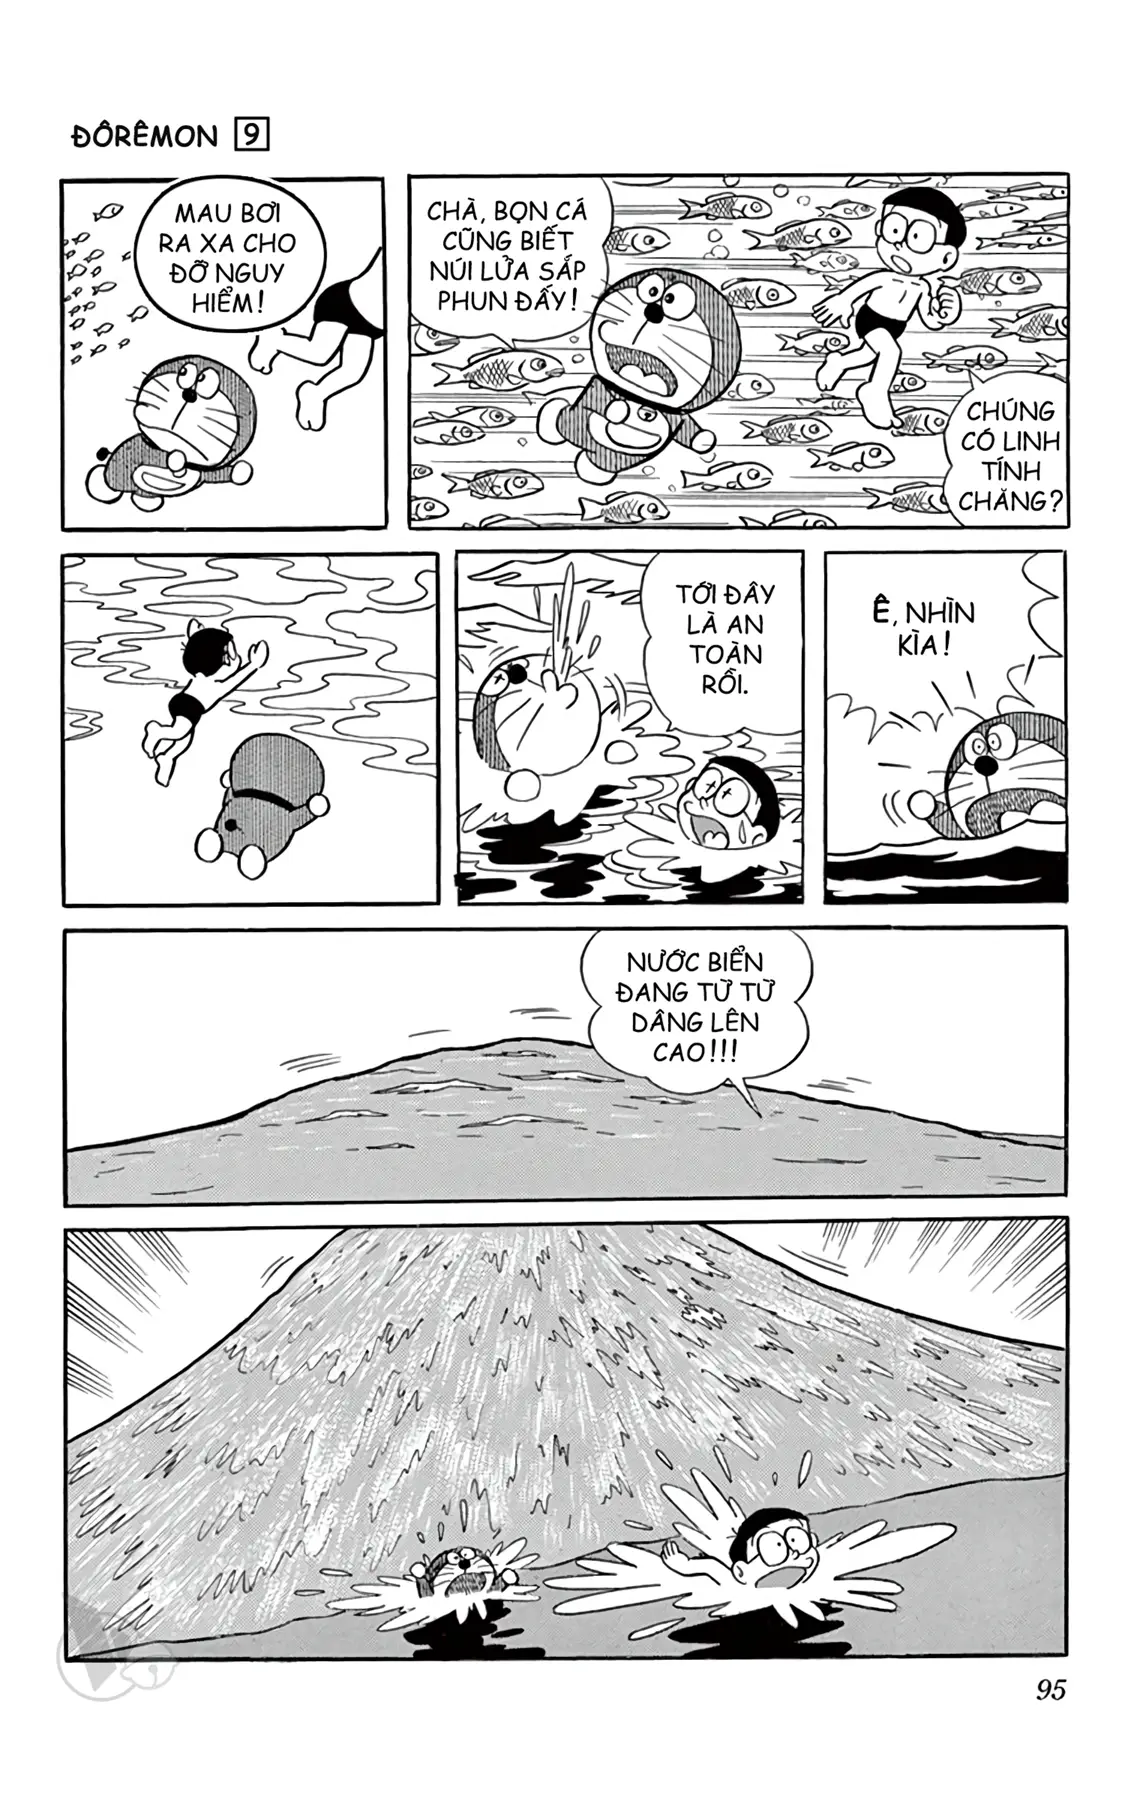 ĐÔRÊMON 9
MAU BƠI
RA XA CHO
ĐỠ NGUY
HIỂM!
CHÀ, BỌN CÁ
CŨNG BIẾT
NÚI LỬA SẮP
PHUN ĐẤY!
CHÚNG
CÓ LINH
TÍNH
CHĂNG?
TỚI ĐÂY
LÀ AN
TOÀN
RỒI.
Ê, NHÌN
KÌA!
NƯỚC BIỂN
ĐANG TỪ TỪ
DÂNG LÊN
CAO!!!
95